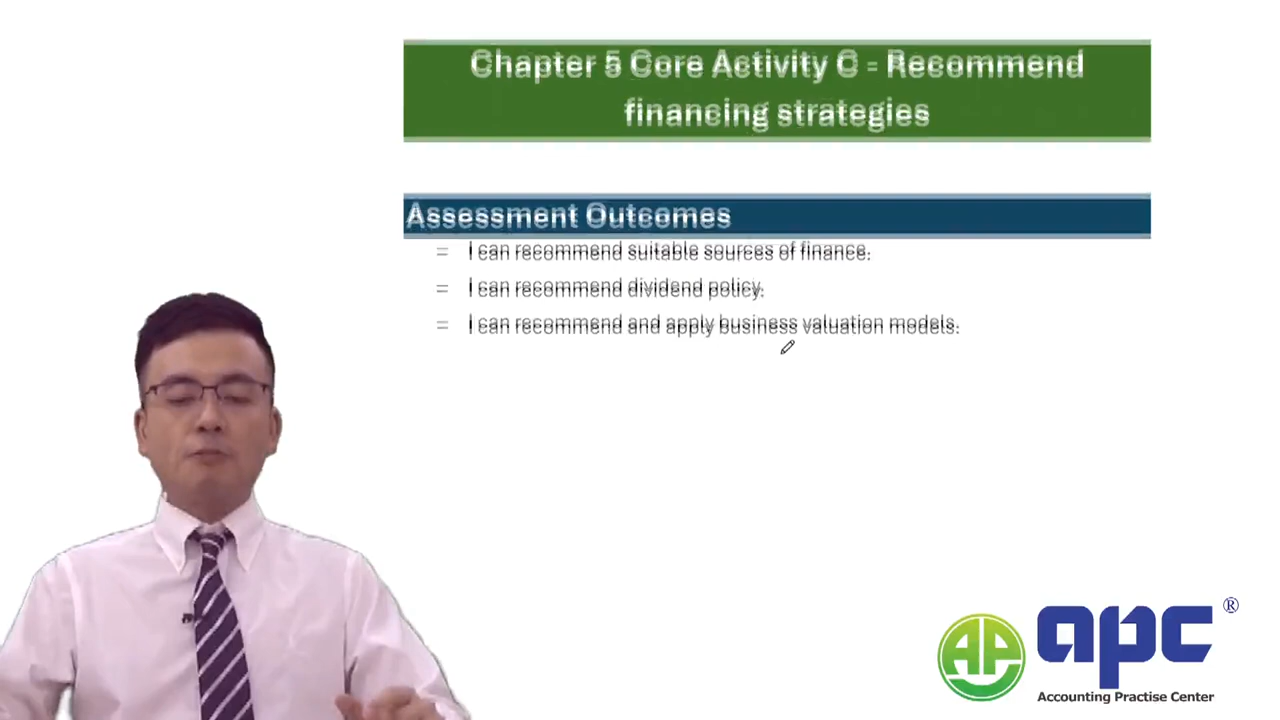 Chapter 5 Core Activity C - Recommend
financing strategies
Assessment Outcomes
- I can recommend suitable sources of finance.
- I can recommend dividend policy.
- I can recommend and apply business valuation models.
AP
apc®
Accounting Practise Center